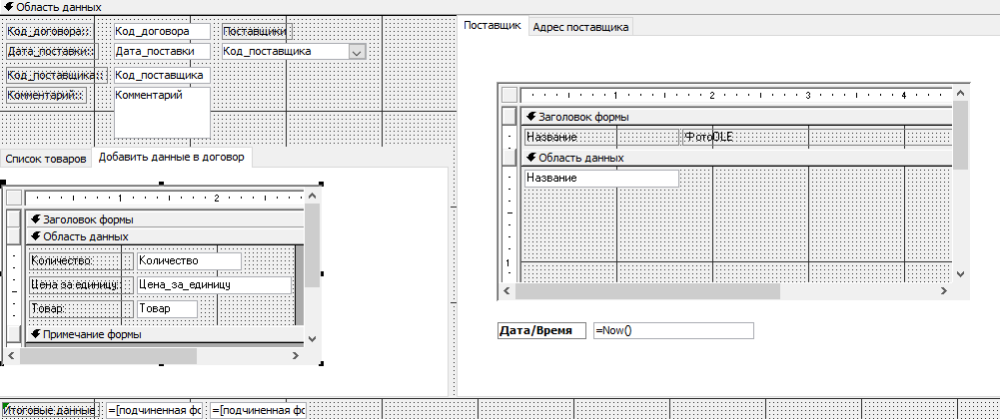 Область данных
Код_договора:: Код_договора Поставщики
Дата_поставки:: Дата_поставки Код_поставщика
Код_поставщика:: Код_поставщика
Комментарий:: Комментарий
Список товаров Добавить данные в договор
1 2
Заголовок формы
Область данных
Количество: Количество
Цена за единицу: Цена_за_единицу
Товар: Товар
Примечание формы
Поставщик Адрес поставщика
1 2 3 4
Заголовок формы
Название ФотоOLE
Область данных
Название
1
Дата/Время =Now()
Итоговые данные =[подчиненная фо =[подчиненная фо